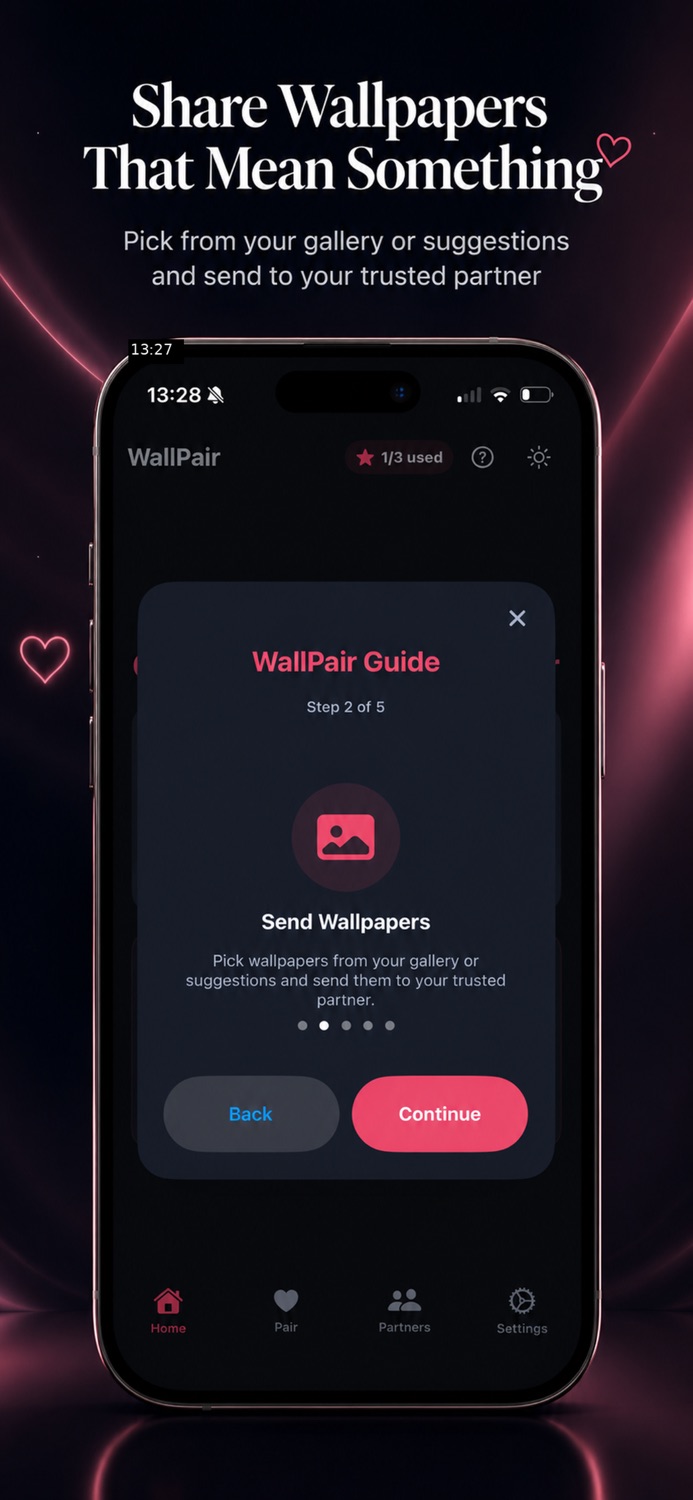 Share Wallpapers
That Mean Something
Pick from your gallery or suggestions
and send to your trusted partner
13:27
13:28
WallPair
1/3 used
?
WallPair Guide
Step 2 of 5
Send Wallpapers
Pick wallpapers from your gallery or
suggestions and send them to your trusted
partner.
Back
Continue
Home
Pair
Partners
Settings